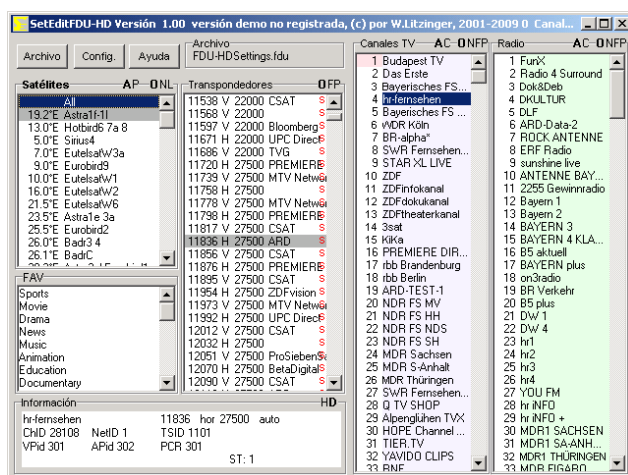 SetEditFDU-HD Versión 1.00 versión demo no registrada, (c) por W.Litzinger, 2001-2009 0 Canal...
Archivo
Config.
Ayuda
Archivo
FDU-HDSettings.fdu
Satélites AP ONL
All
19.2°E Astra1f-1l
13.0°E Hotbird6 7a 8
5.0°E Sirius4
7.0°E EutelsatW3a
9.0°E Eurobird9
10.0°E EutelsatW1
16.0°E EutelsatW2
21.5°E EutelsatW6
23.5°E Astra1e 3a
25.5°E Eurobird2
26.0°E Badr3 4
26.1°E BadrC
FAV
Sports
Movie
Drama
News
Music
Animation
Education
Documentary
Transpondedores OFP
11538 V 22000 CSAT S
11568 V 22000 S
11597 V 22000 Bloomberg S
11671 H 22000 UPC Direct S
11686 V 22000 TVG S
11720 H 27500 PREMIERE S
11739 V 27500 MTV Networ S
11758 H 27500 S
11778 V 27500 MTV Networ S
11798 H 27500 PREMIERE S
11817 V 27500 CSAT S
11836 H 27500 ARD S
11856 V 27500 CSAT S
11876 H 27500 PREMIERE S
11895 V 27500 CSAT S
11954 H 27500 ZDFvision S
11973 V 27500 MTV Networ S
11992 H 27500 UPC Direct S
12012 V 27500 CSAT S
12032 H 27500 S
12051 V 27500 ProSiebenSa S
12070 H 27500 BetaDigital S
12090 V 27500 CSAT S
Canales TV AC ONFP
1 Budapest TV
2 Das Erste
3 Bayerisches FS...
4 hr-fernsehen
5 Bayerisches FS ...
6 WDR Köln
7 BR-alpha*
8 SWR Fernsehen...
9 STAR XL LIVE
10 ZDF
11 ZDFinfokanal
12 ZDFdokukanal
13 ZDFtheaterkanal
14 3sat
15 KiKa
16 PREMIERE DIR...
17 rbb Brandenburg
18 rbb Berlin
19 ARD-TEST-1
20 NDR FS MV
21 NDR FS HH
22 NDR FS NDS
23 NDR FS SH
24 MDR Sachsen
25 MDR S-Anhalt
26 MDR Thüringen
27 SWR Fernsehen...
28 Q TV SHOP
29 Alpenglühen TVX
30 HOPE Channel ...
31 TIER.TV
32 YAVIDO CLIPS
33 BNE
Radio AC ONFP
1 FunX
2 Radio 4 Surround
3 Dok&Deb
4 DKULTUR
5 DLF
6 ARD-Data-2
7 ROCK ANTENNE
8 ERF Radio
9 sunshine live
10 ANTENNE BAY...
11 2255 Gewinnradio
12 Bayern 1
13 Bayern 2
14 BAYERN 3
15 BAYERN 4 KLA...
16 B5 aktuell
17 BAYERN plus
18 on3radio
19 BR Verkehr
20 B5 plus
21 DW 1
22 DW 4
23 hr1
24 hr2
25 hr3
26 hr4
27 YOU FM
28 hr iNFO
29 hr iNFO +
30 MDR1 SACHSEN
31 MDR1 SA-ANH...
32 MDR1 THÜRINGEN
33 MDR FIGARO
Información HD
hr-fernsehen 11836 hor 27500 auto
ChID 28108 NetID 1 TSID 1101
VPid 301 APid 302 PCR 301
ST: 1